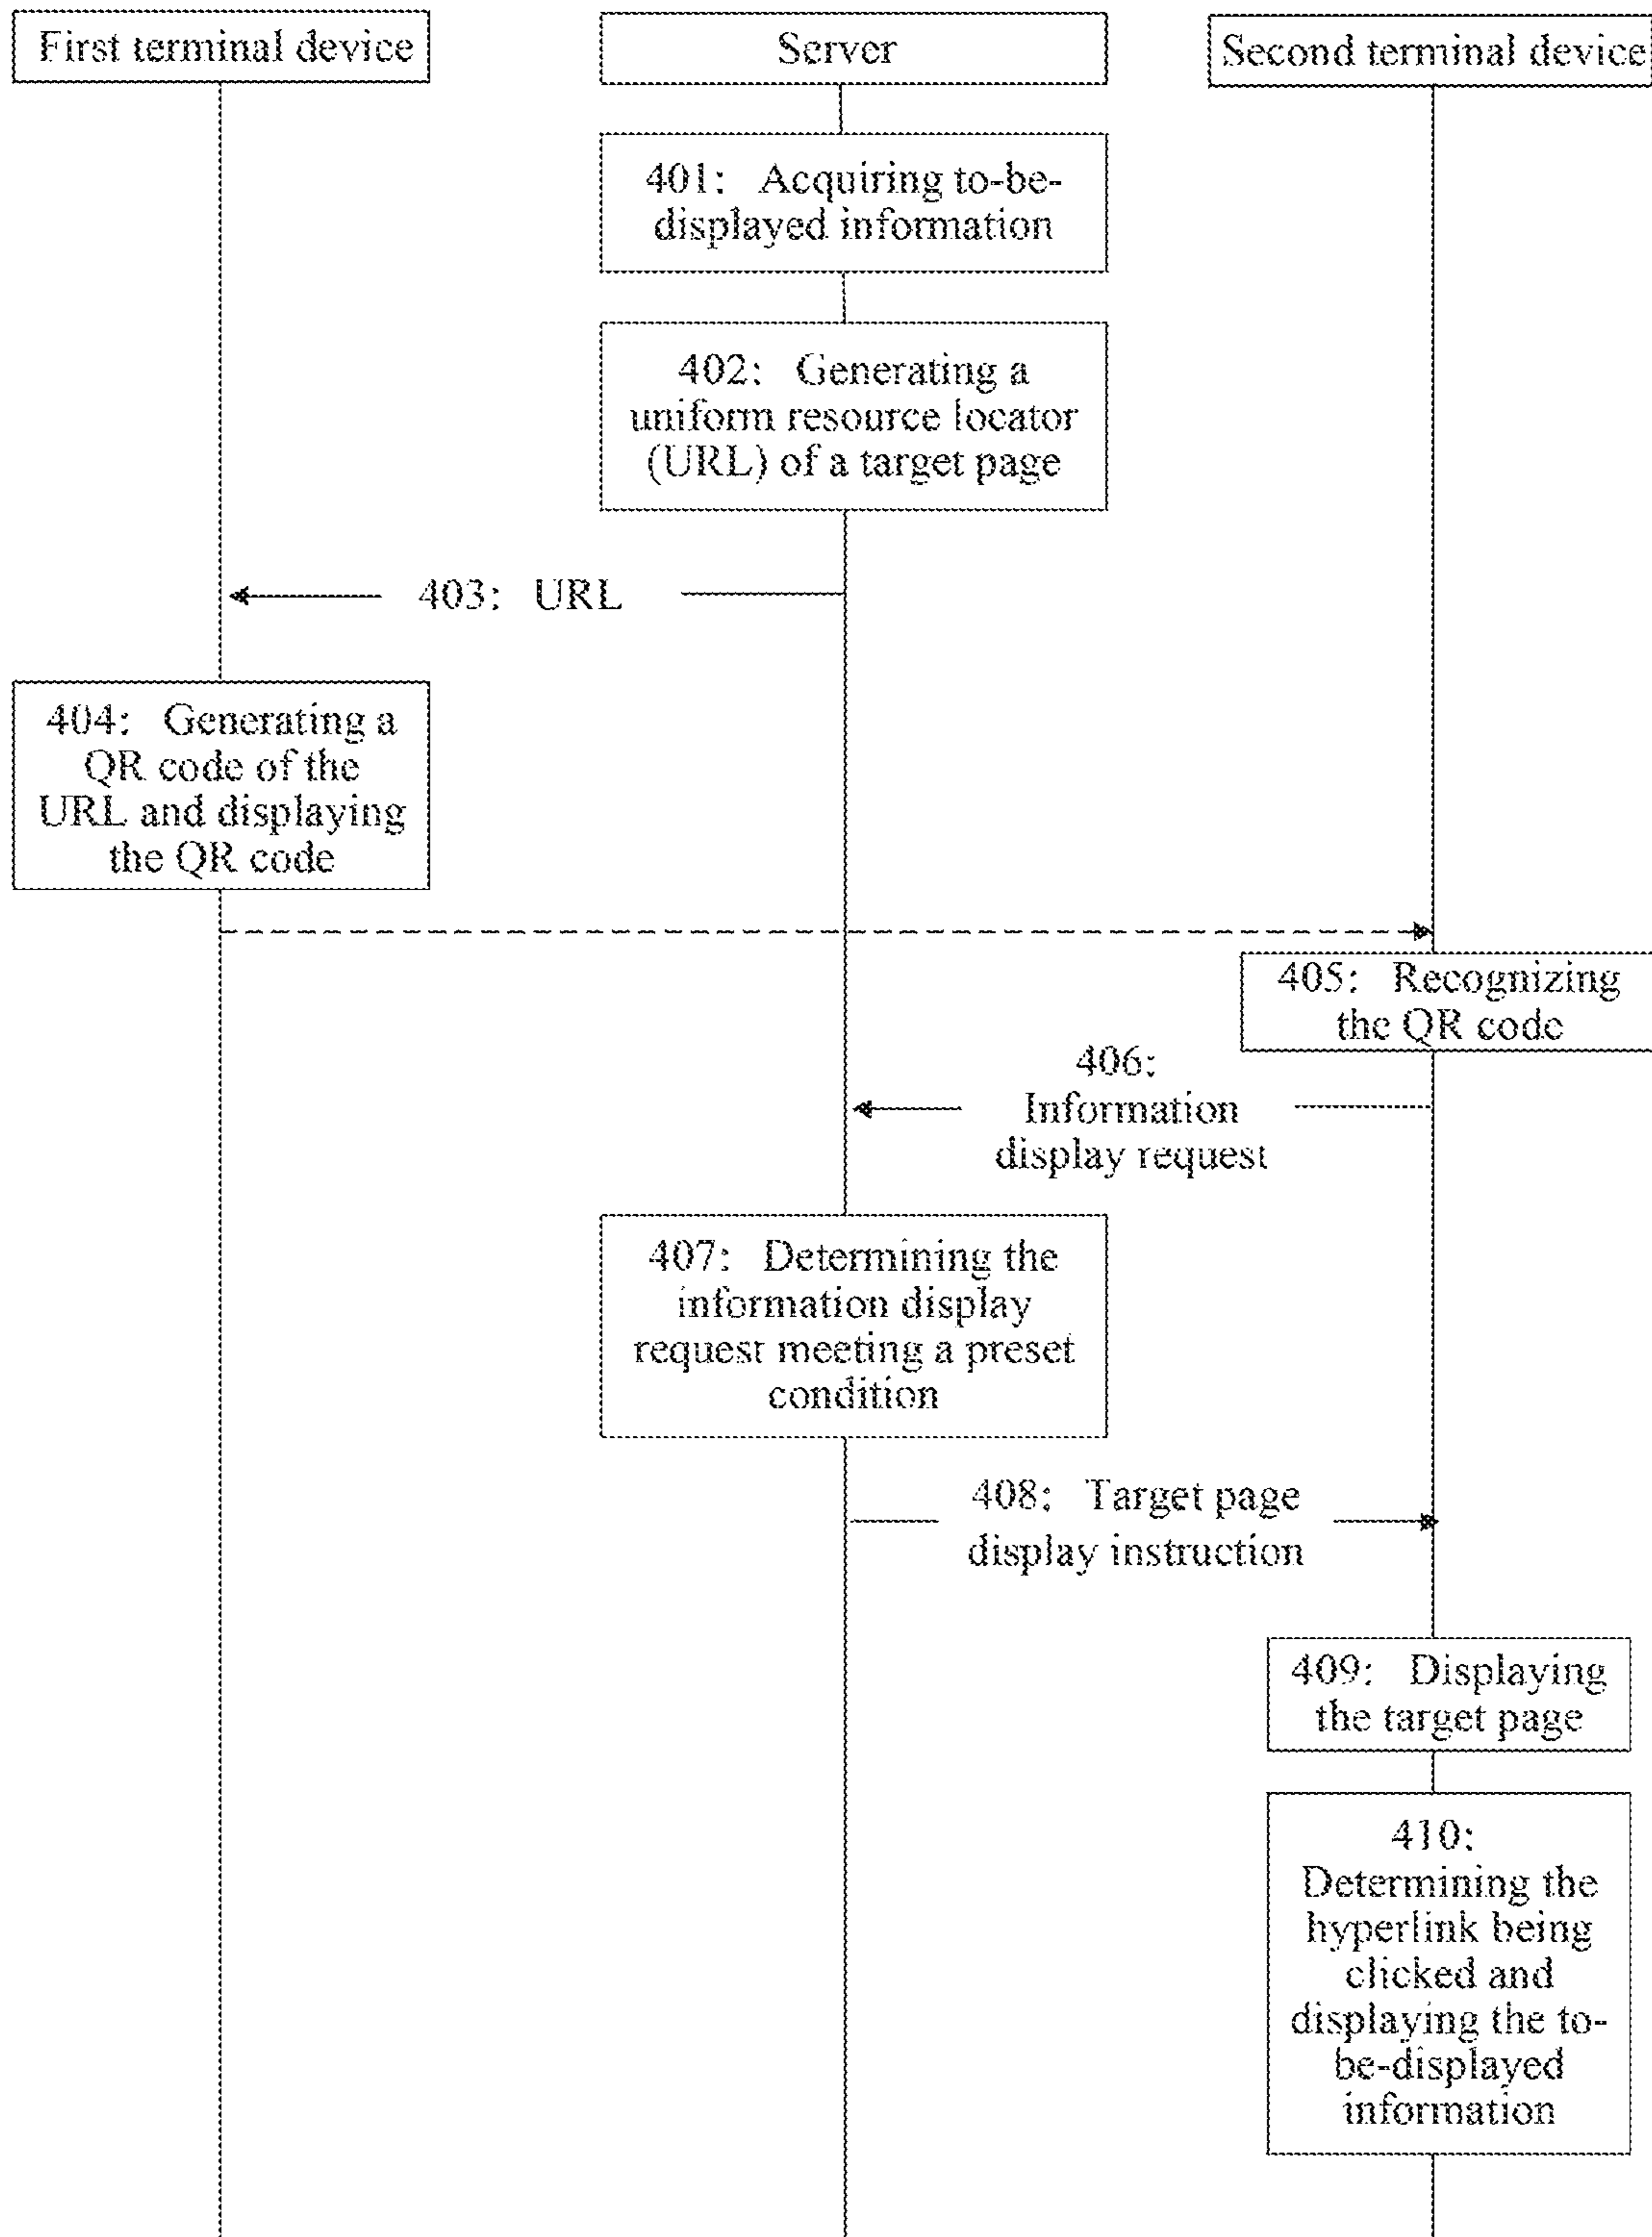 First terminal device
Server
Second terminal device
401: Acquiring to-be-
displayed information
402: Generating a
uniform resource locator
(URL) of a target page
403: URL
404: Generating a
QR code of the
URL and displaying
the QR code
405: Recognizing
the QR code
406:
Information
display request
407: Determining the
information display
request meeting a preset
condition
408: Target page
display instruction
409: Displaying
the target page
410:
Determining the
hyperlink being
clicked and
displaying the to-
be-displayed
information